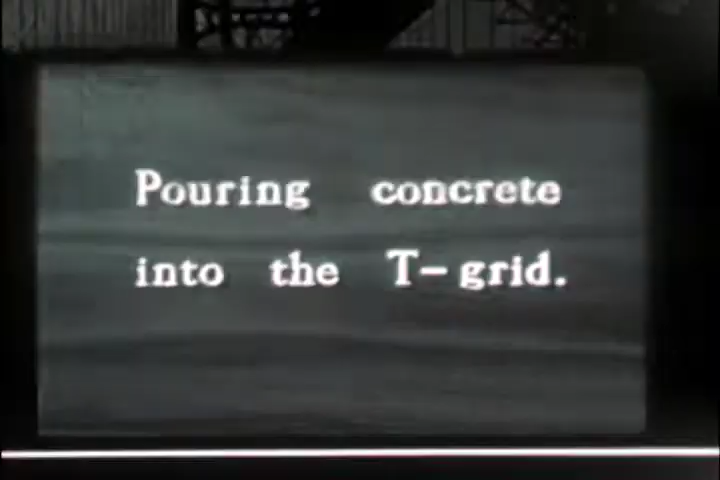 Pouring concrete
into the T-grid.